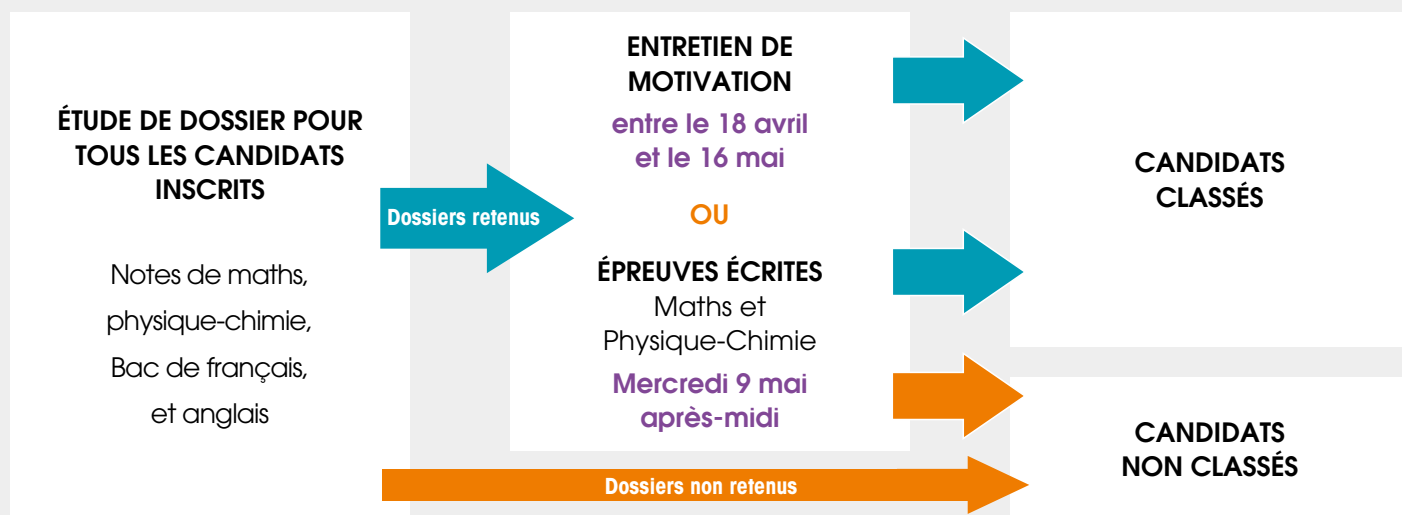 ÉTUDE DE DOSSIER POUR
TOUS LES CANDIDATS
INSCRITS
Notes de maths,
physique-chimie,
Bac de français,
et anglais
Dossiers retenus
ENTRETIEN DE
MOTIVATION
entre le 18 avril
et le 16 mai
OU
ÉPREUVES ÉCRITES
Maths et
Physique-Chimie
Mercredi 9 mai
après-midi
CANDIDATS
CLASSÉS
CANDIDATS
NON CLASSÉS
Dossiers non retenus